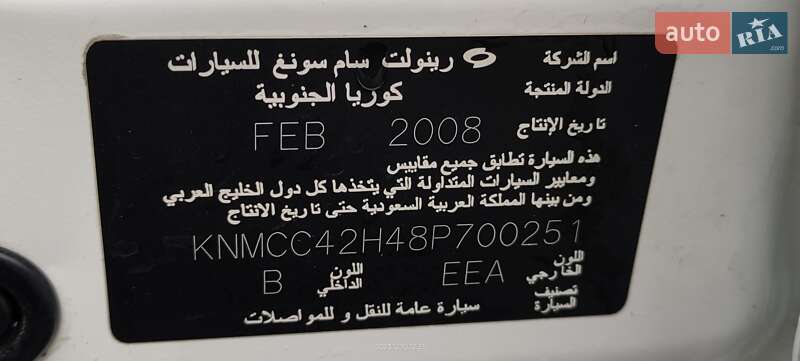 auto RIA
.com
اسم الشركة رينولت سام سونغ للسيارات
الدولة المنتجة كوريا الجنوبية
تاريخ الإنتاج FEB 2008
هذه السيارة تطابق جميع مقاييس
ومعايير السيارات المتداولة التي يتخذها كل دول الخليج العربي
ومن بينها المملكة العربية السعودية حتى تاريخ الانتاج
KNMCC42H48P700251
اللون الخارجي EEA اللون الداخلي B
تصنيف السيارة سيارة عامة للنقل و للمواصلات